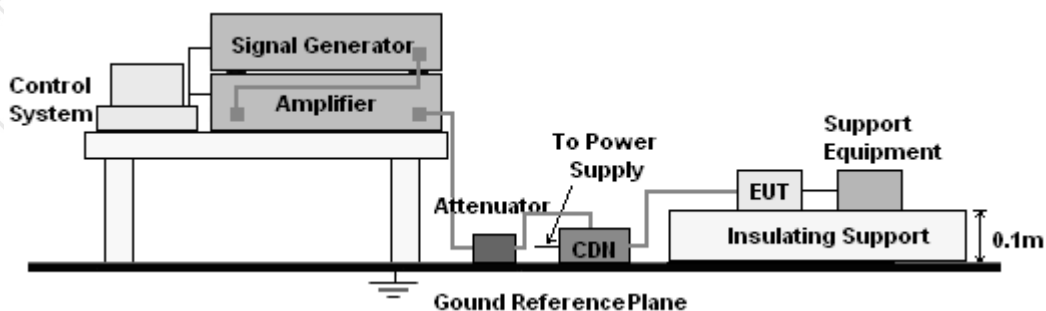 Signal Generator
Control
System
Amplifier
To Power
Supply
Support
Equipment
Attenuator
EUT
CDN
Insulating Support
0.1m
Gound Reference Plane